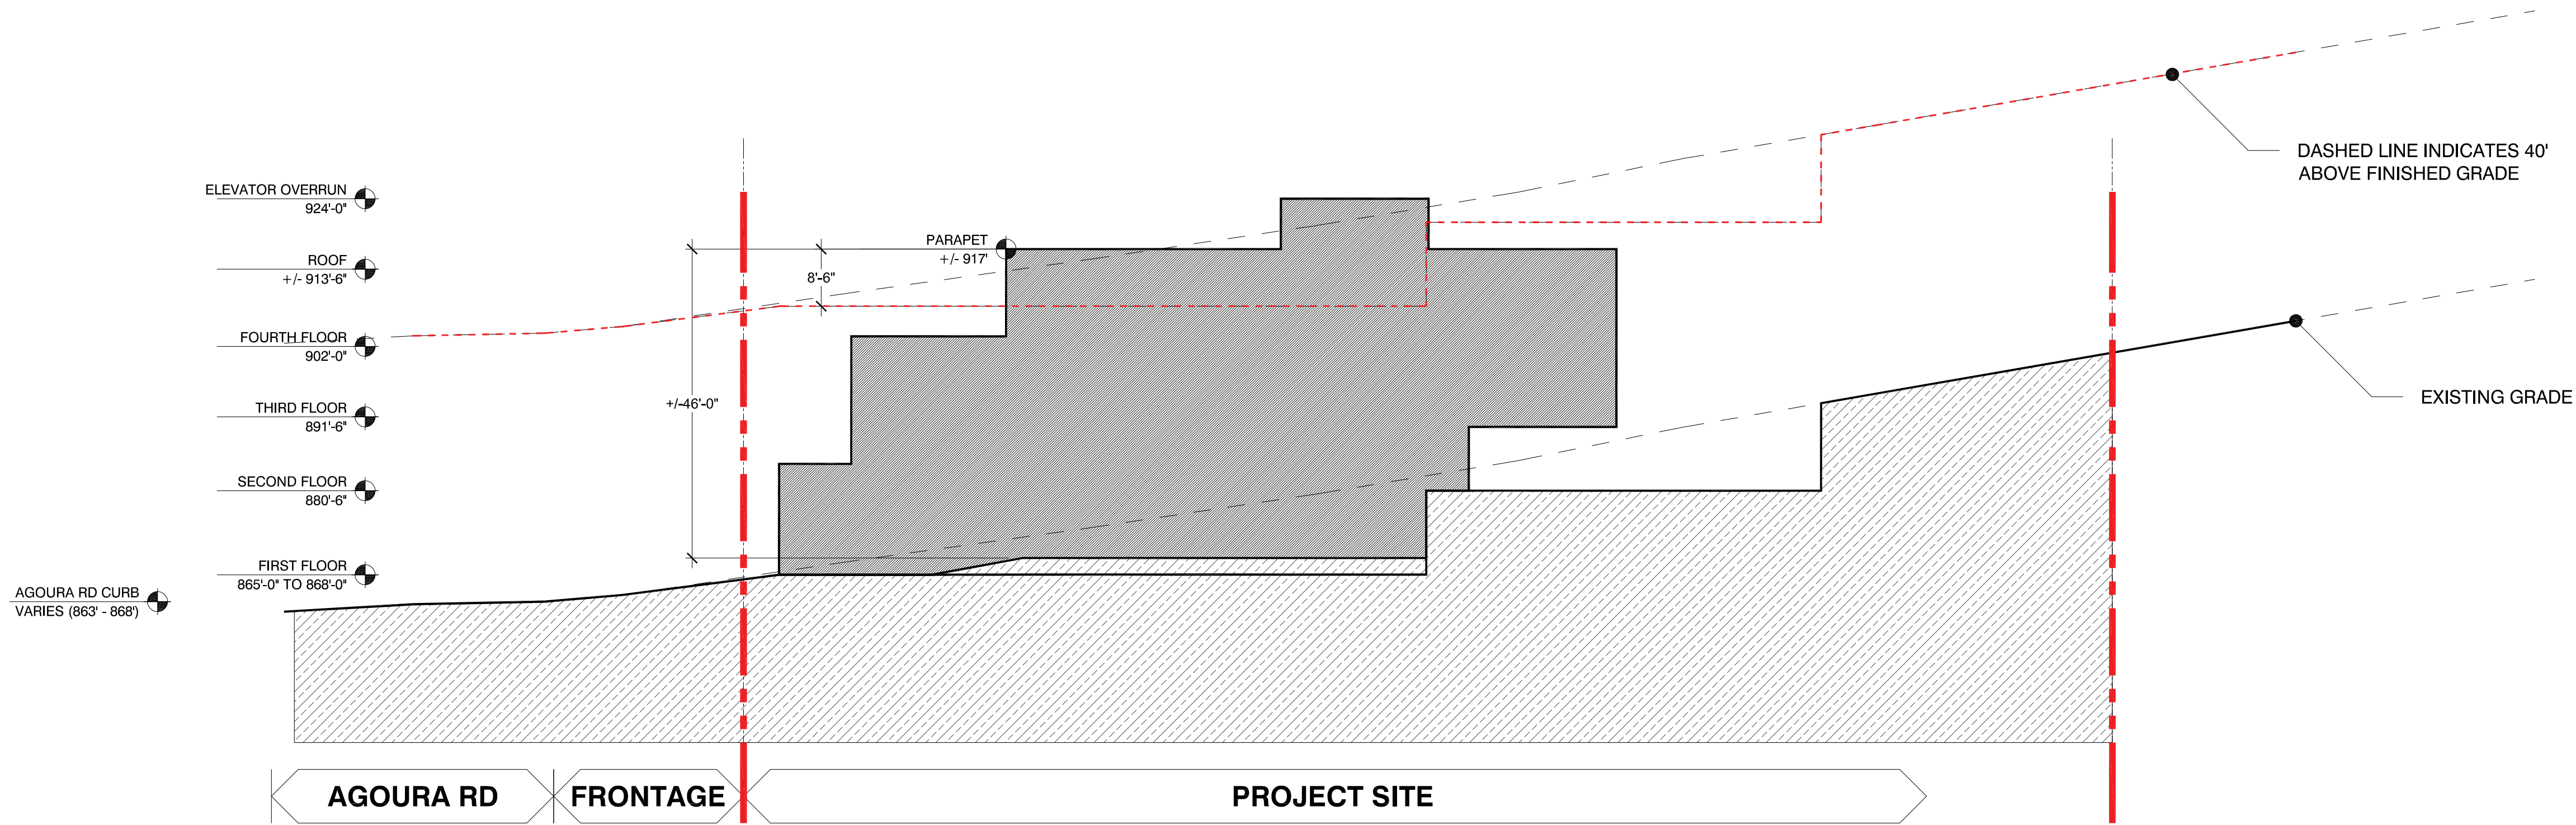 DASHED LINE INDICATES 40'
ABOVE FINISHED GRADE
ELEVATOR OVERRUN
924'-0"
PARAPET
+/- 917'
ROOF
+/- 913'-6"
8'-6"
FOURTH FLOOR
902'-0"
EXISTING GRADE
+/-46'-0"
THIRD FLOOR
891'-6"
SECOND FLOOR
880'-6"
FIRST FLOOR
865'-0" TO 868'-0"
AGOURA RD CURB
VARIES (863' - 868')
AGOURA RD
FRONTAGE
PROJECT SITE